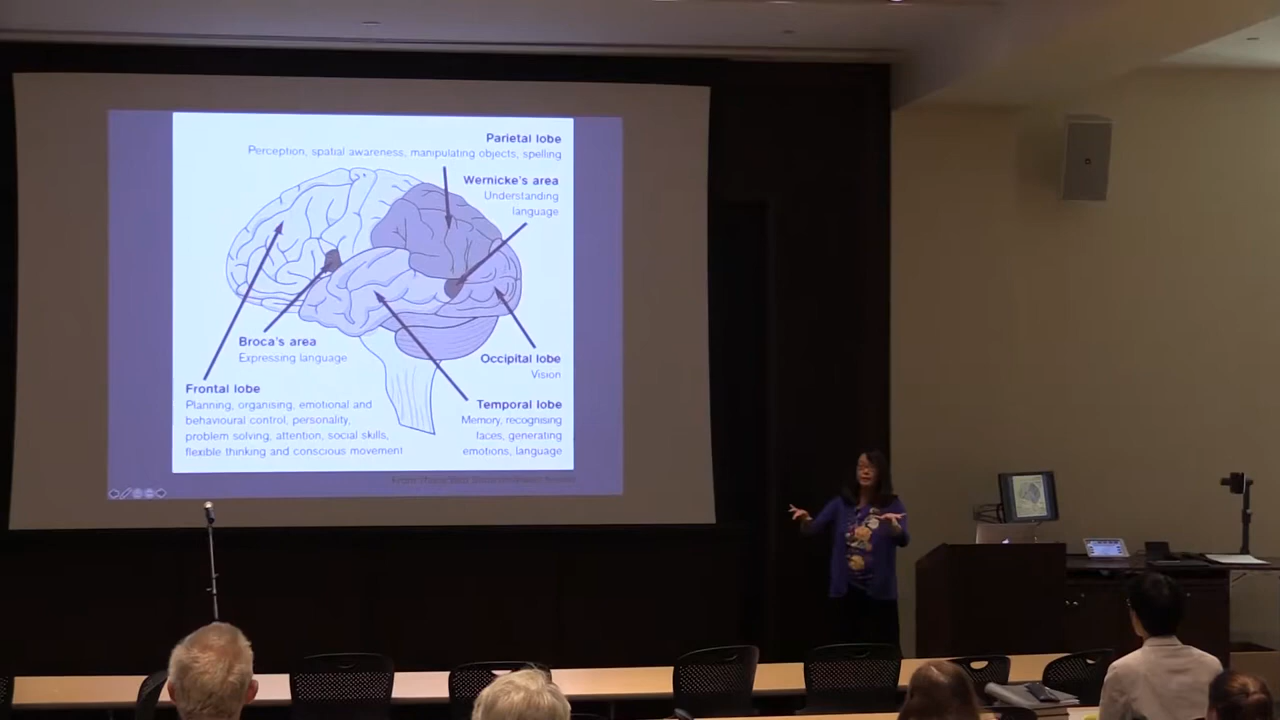 Parietal lobe
Perception, spatial awareness, manipulating objects, spelling
Wernicke's area
Understanding
language
Broca's area
Expressing language
Occipital lobe
Vision
Frontal lobe
Planning, organising, emotional and
behavioural control, personality,
problem solving, attention, social skills,
flexible thinking and conscious movement
Temporal lobe
Memory, recognising
faces, generating
emotions, language